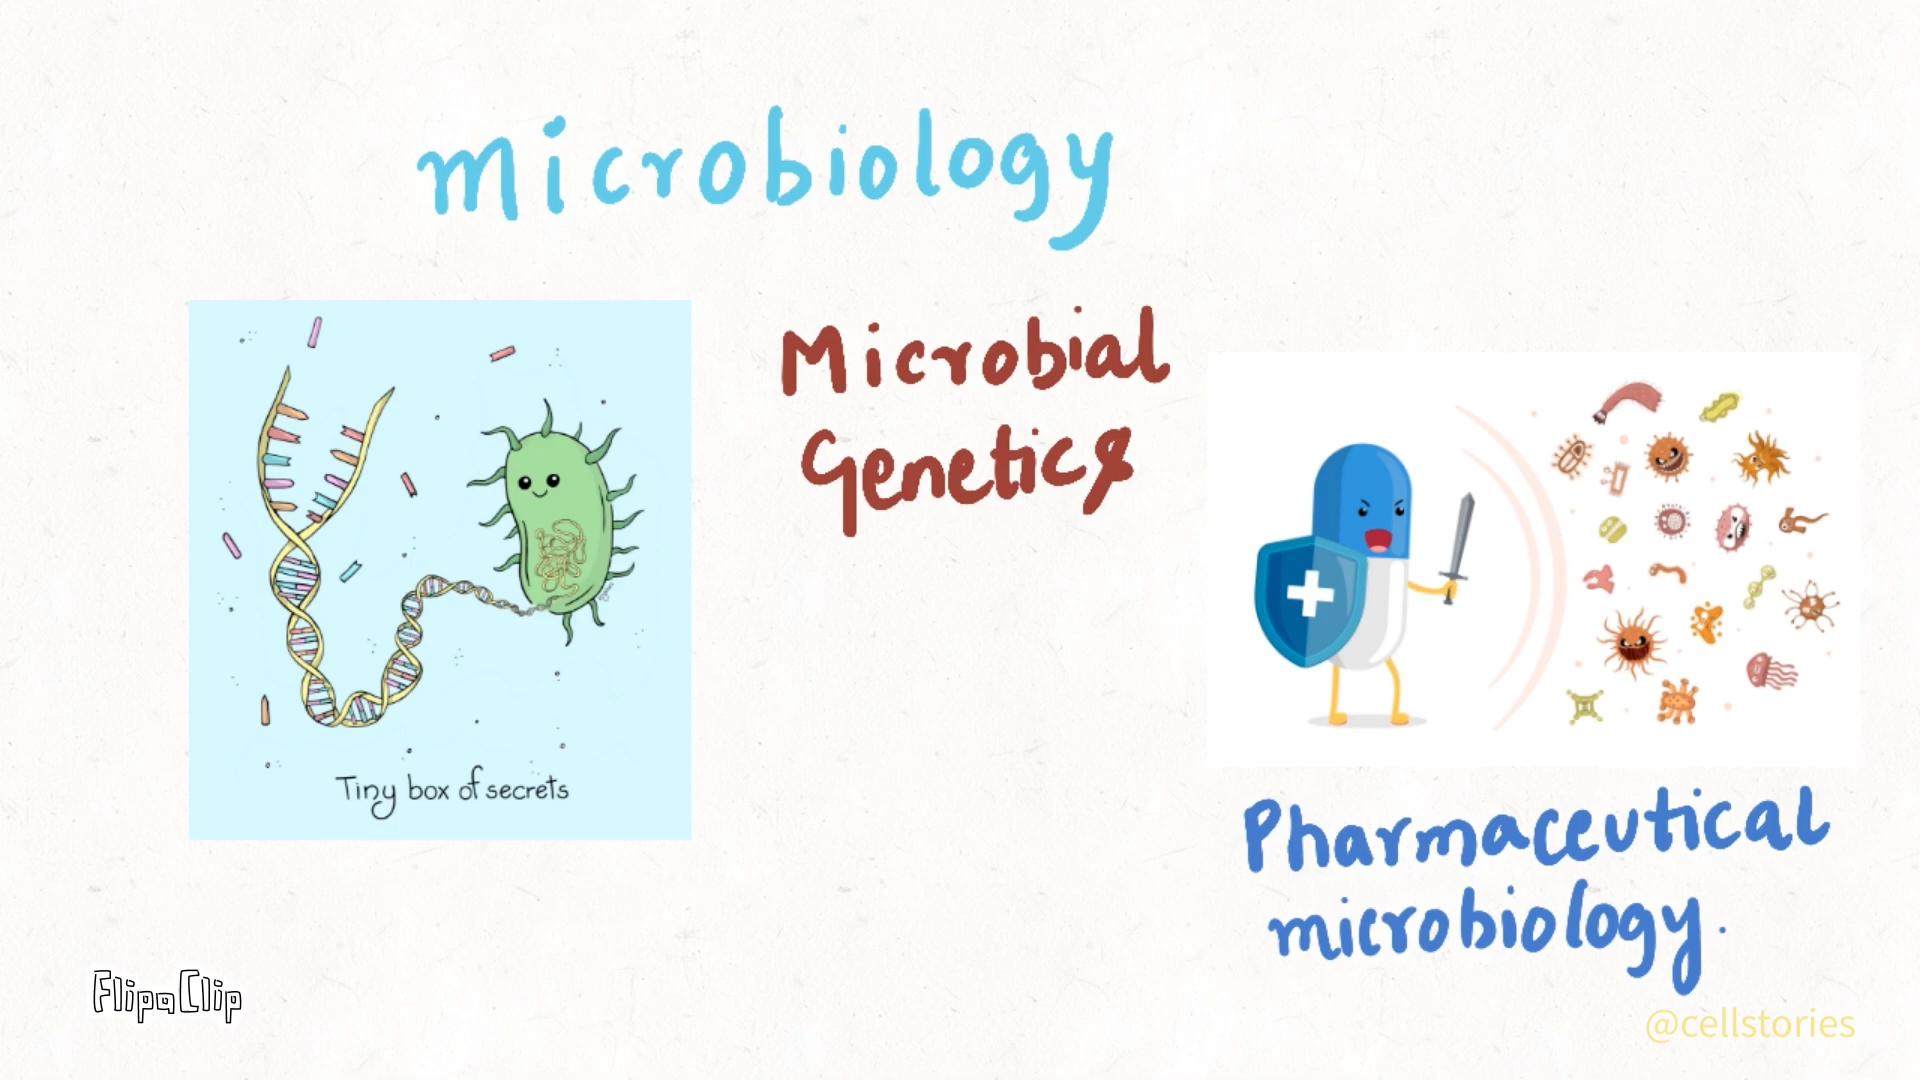 microbiology
Microbial
Genetics
Tiny box of secrets
Pharmaceutical
microbiology.
FlipaClip
@cellstories